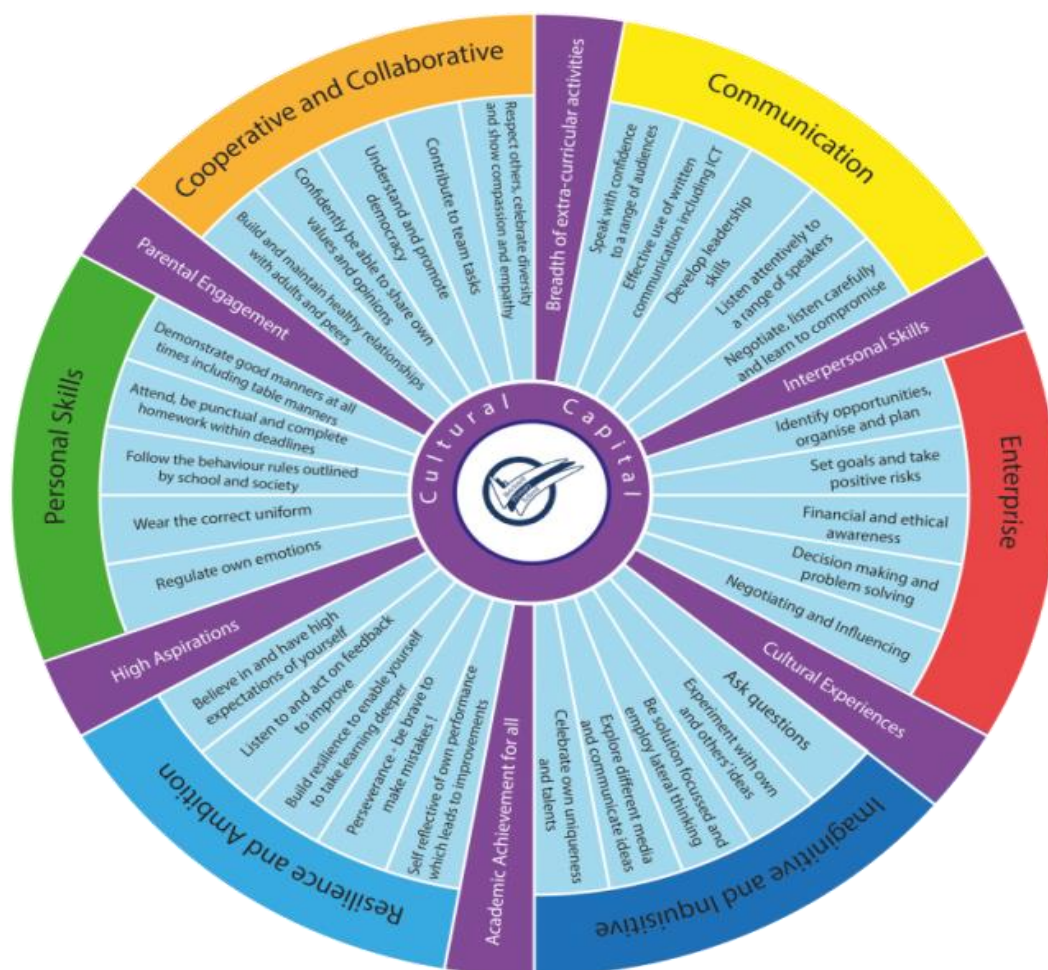 Cultural Capital
Breadth of extra-curricular activities
Communication
Speak with confidence
to a range of audiences
Effective use of written
communication including ICT
Develop leadership
skills
Listen attentively to
a range of speakers
Negotiate, listen carefully
and learn to compromise
Interpersonal Skills
Enterprise
Identify opportunities,
organise and plan
Set goals and take
positive risks
Financial and ethical
awareness
Decision making and
problem solving
Negotiating and Influencing
Cultural Experiences
Imaginitive and Inquisitive
Ask questions
Experiment with own
and others' ideas
Be solution focussed and
employ lateral thinking
Explore different media
and communicate ideas
Celebrate own uniqueness
and talents
Academic Achievement for all
Resilience and Ambition
Self reflective of own performance
which leads to improvements
Perseverance - be brave to
make mistakes !
Build resilience to enable yourself
to take learning deeper
Listen to and act on feedback
to improve
Believe in and have high
expectations of yourself
High Aspirations
Personal Skills
Regulate own emotions
Wear the correct uniform
Follow the behaviour rules outlined
by school and society
Attend, be punctual and complete
homework within deadlines
Demonstrate good manners at all
times including table manners
Parental Engagement
Cooperative and Collaborative
Build and maintain healthy relationships
with adults and peers
Confidently be able to share own
values and opinions
Understand and promote
democracy
Contribute to team tasks
Respect others, celebrate diversity
and show compassion and empathy